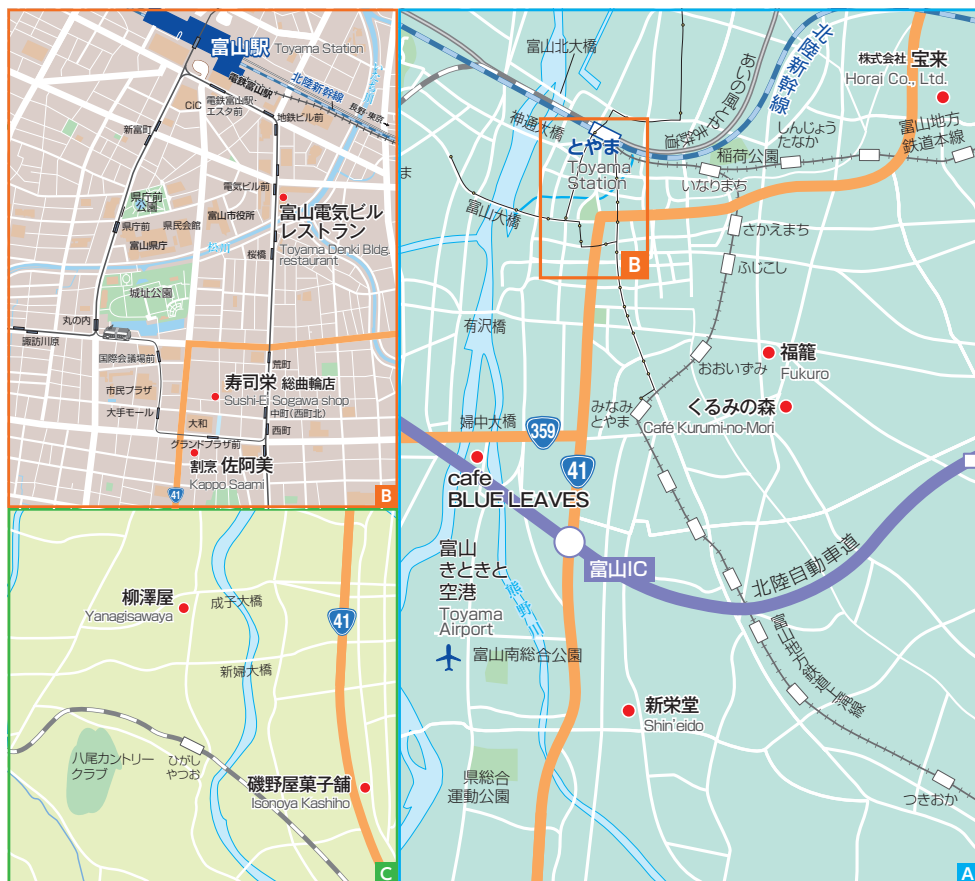 富山駅 Toyama Station
電鉄富山駅
北陸新幹線
長野・東京
CiC
電鉄富山駅・
エスタ前
地鉄ビル前
新富町
電気ビル前
県庁前
公園
富山電気ビル
レストラン
Toyama Denki Bldg.
restaurant
県庁前
県民会館
富山市役所
富山県庁
松川
桜橋
城址公園
丸の内
諏訪川原
国際会議場前
荒町
市民プラザ
寿司栄 総曲輪店
Sushi-Ei Sogawa shop
大手モール
大和
中町(西町北)
西町
グランドプラザ前
割烹 佐阿美
Kappo Saami
41
B
柳澤屋
Yanagisawaya
成子大橋
41
新婦大橋
八尾カントリー
クラブ
ひがし
やつお
磯野屋菓子舗
Isonoya Kashiho
C
富山北大橋
あいの風とやま鉄道
北陸新幹線
株式会社 宝来
Horai Co., Ltd.
神通大橋
とやま
Toyama
Station
しんじょう
たなか
富山地方
鉄道本線
稲荷公園
いなりまち
ま
富山大橋
さかえまち
B
ふじこし
有沢橋
福籠
Fukuro
おおいずみ
みなみ
とやま
くるみの森
Café Kurumi-no-Mori
婦中大橋
359
41
cafe
BLUE LEAVES
富山IC
北陸自動車道
富山
きときと
空港
Toyama
Airport
熊野川
富山地方鉄道上滝線
富山南総合公園
新栄堂
Shin'eido
県総合
運動公園
つきおか
A